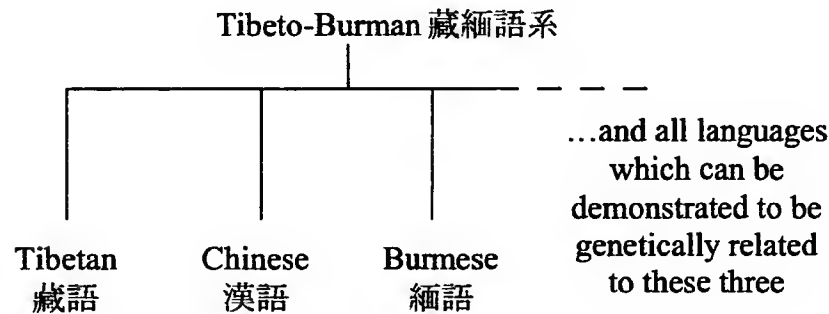 Tibeto-Burman 藏緬語系
…and all languages
which can be
demonstrated to be
genetically related
to these three
Tibetan
藏語
Chinese
漢語
Burmese
緬語